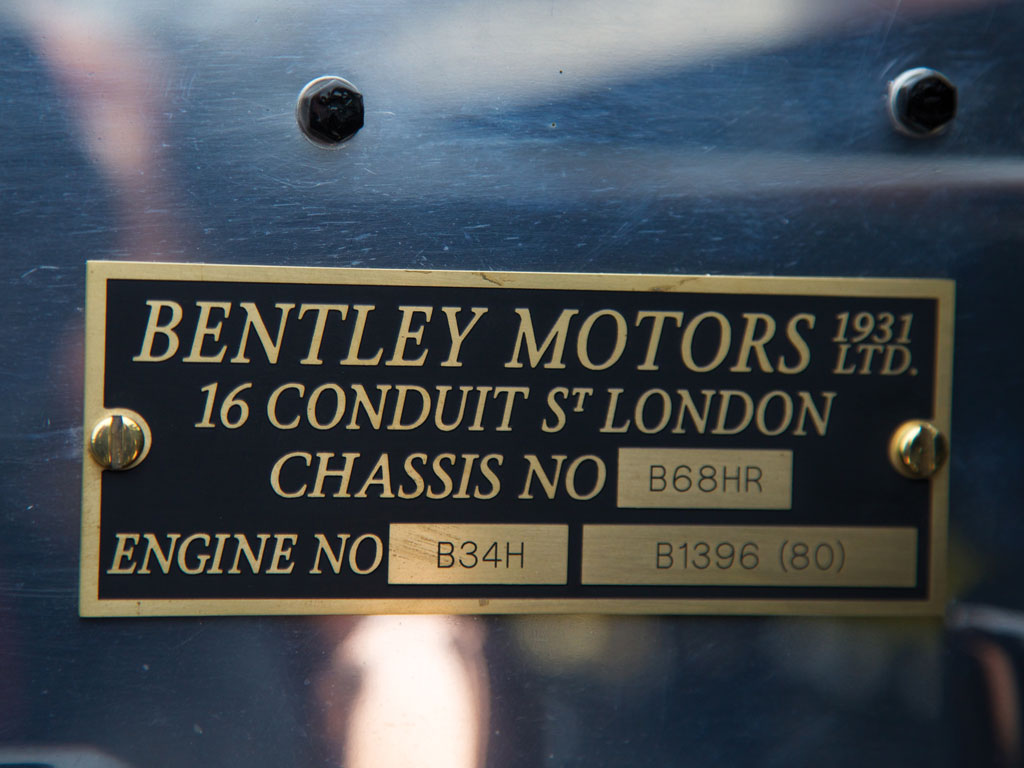 BENTLEY MOTORS 1931 LTD.
16 CONDUIT ST LONDON
CHASSIS NO B68HR
ENGINE NO B34H B1396 (80)